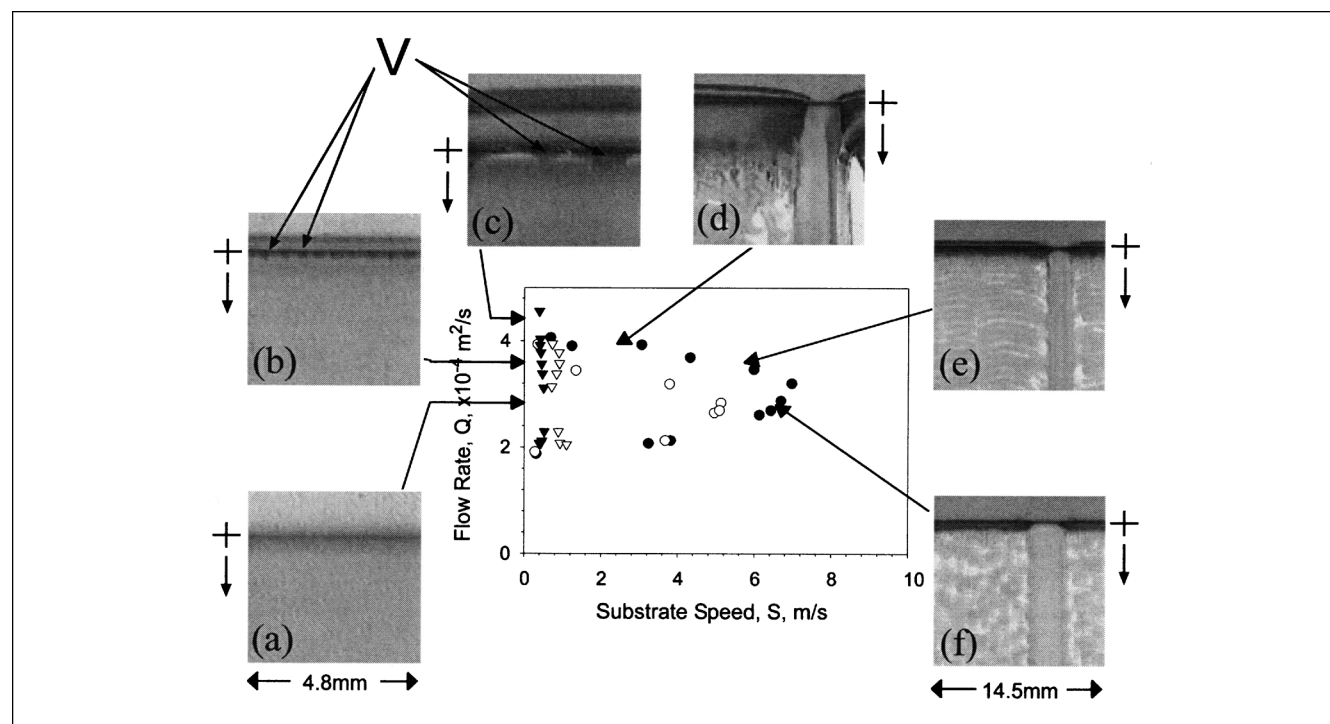 V
(c)
(d)
(b)
(e)
(a)
(f)
4
2
0
0
2
4
6
8
10
Flow Rate, Q, x10⁻⁴ m²/s
Substrate Speed, S, m/s
4.8mm
14.5mm